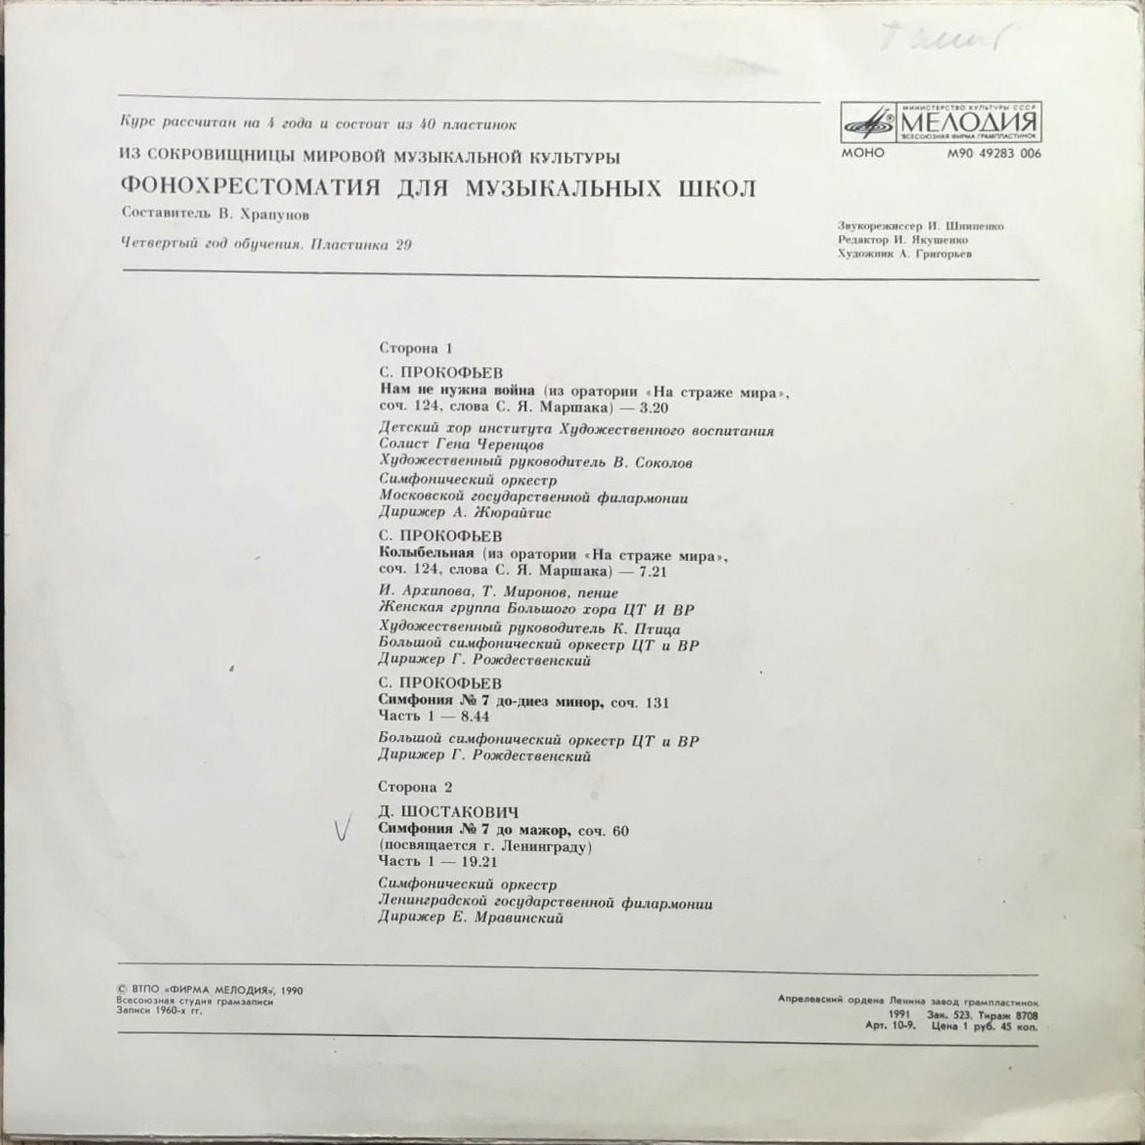 Курс рассчитан на 4 года и состоит из 40 пластинок
ИЗ СОКРОВИЩНИЦЫ МИРОВОЙ МУЗЫКАЛЬНОЙ КУЛЬТУРЫ
ФОНОХРЕСТОМАТИЯ ДЛЯ МУЗЫКАЛЬНЫХ ШКОЛ
Составитель В. Храпунов
Четвертый год обучения. Пластинка 29
МИНИСТЕРСТВО КУЛЬТУРЫ СССР
МЕЛОДИЯ
ВСЕСОЮЗНАЯ ФИРМА ГРАМПЛАСТИНОК
МОНО М90 49283 006
Звукорежиссер И. Шпиленко
Редактор И. Якушенко
Художник А. Григорьев
Сторона 1
С. ПРОКОФЬЕВ
Нам не нужна война (из оратории «На страже мира»,
соч. 124, слова С. Я. Маршака) — 3.20
Детский хор института Художественного воспитания
Солист Гена Черенцов
Художественный руководитель В. Соколов
Симфонический оркестр
Московской государственной филармонии
Дирижер А. Жюрайтис
С. ПРОКОФЬЕВ
Колыбельная (из оратории «На страже мира»,
соч. 124, слова С. Я. Маршака) — 7.21
И. Архипова, Т. Миронов, пение
Женская группа Большого хора ЦТ И ВР
Художественный руководитель К. Птица
Большой симфонический оркестр ЦТ и ВР
Дирижер Г. Рождественский
С. ПРОКОФЬЕВ
Симфония № 7 до-диез минор, соч. 131
Часть 1 — 8.44
Большой симфонический оркестр ЦТ и ВР
Дирижер Г. Рождественский
Сторона 2
Д. ШОСТАКОВИЧ
Симфония № 7 до мажор, соч. 60
(посвящается г. Ленинграду)
Часть 1 — 19.21
Симфонический оркестр
Ленинградской государственной филармонии
Дирижер Е. Мравинский
© ВТПО «ФИРМА МЕЛОДИЯ», 1990
Всесоюзная студия грамзаписи
Записи 1960-х гг.
Апрелевский ордена Ленина завод грампластинок
1991 Зак. 523. Тираж 8708
Арт. 10-9. Цена 1 руб. 45 коп.